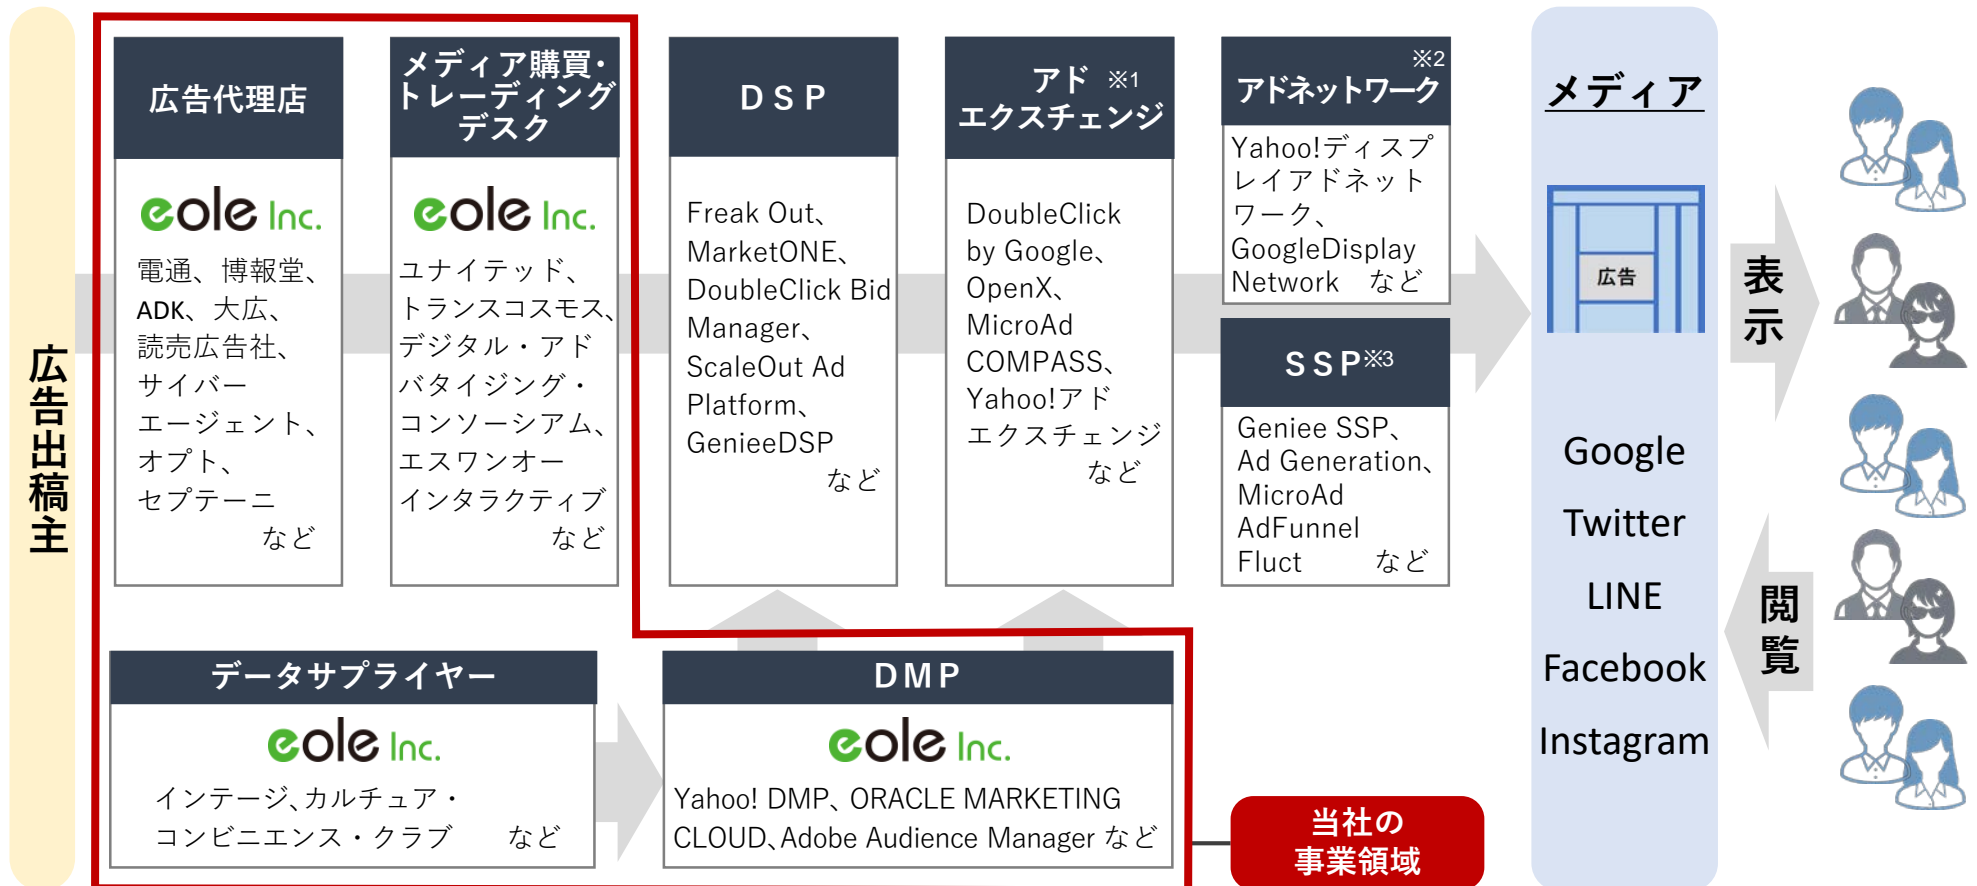 広告出稿主
広告代理店
eole Inc.
電通、博報堂、
ADK、大広、
読売広告社、
サイバー
エージェント、
オプト、
セプテーニ
など
メディア購買・
トレーディング
デスク
eole Inc.
ユナイテッド、
トランスコスモス、
デジタル・アド
バタイジング・
コンソーシアム、
エスワンオー
インタラクティブ
など
DSP
Freak Out、
MarketONE、
DoubleClick Bid
Manager、
ScaleOut Ad
Platform、
GenieeDSP
など
アド ※1
エクスチェンジ
DoubleClick
by Google、
OpenX、
MicroAd
COMPASS、
Yahoo!アド
エクスチェンジ
など
※2
アドネットワーク
Yahoo!ディスプ
レイアドネット
ワーク、
GoogleDisplay
Network など
SSP※3
Geniee SSP、
Ad Generation、
MicroAd
AdFunnel
Fluct など
データサプライヤー
eole Inc.
インテージ、カルチュア・
コンビニエンス・クラブ など
DMP
eole Inc.
Yahoo! DMP、ORACLE MARKETING
CLOUD、Adobe Audience Manager など
当社の
事業領域
メディア
広告
Google
Twitter
LINE
Facebook
Instagram
表示
閲覧